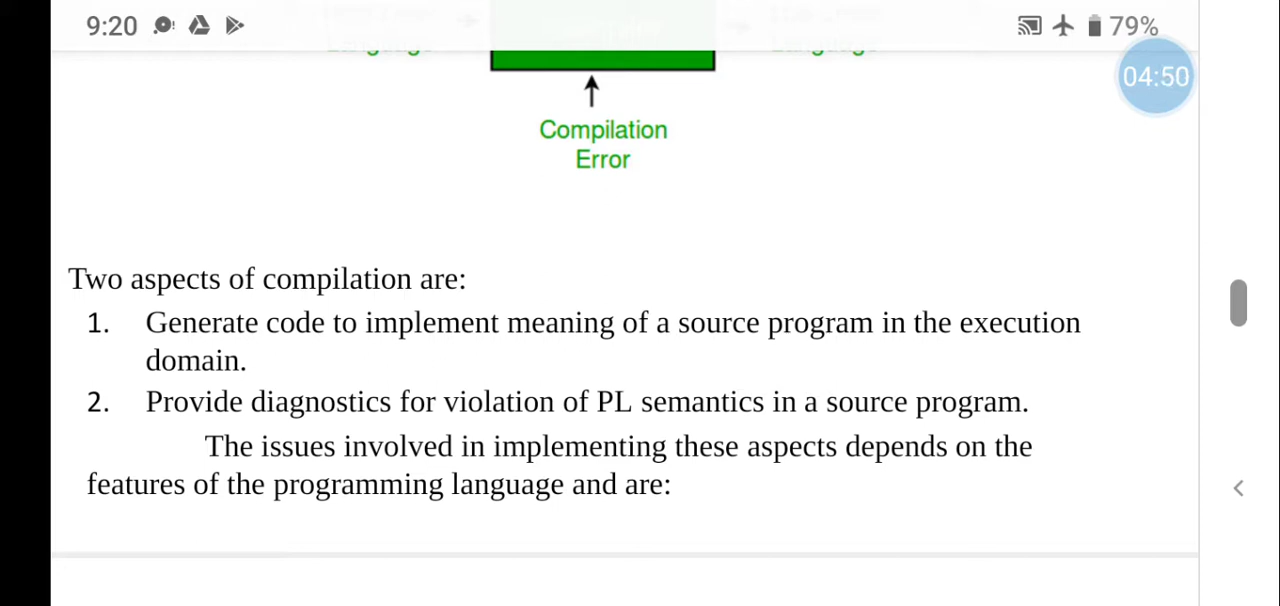 9:20
79%
04:50
Compilation
Error
Two aspects of compilation are:
1. Generate code to implement meaning of a source program in the execution
domain.
2. Provide diagnostics for violation of PL semantics in a source program.
The issues involved in implementing these aspects depends on the
features of the programming language and are: